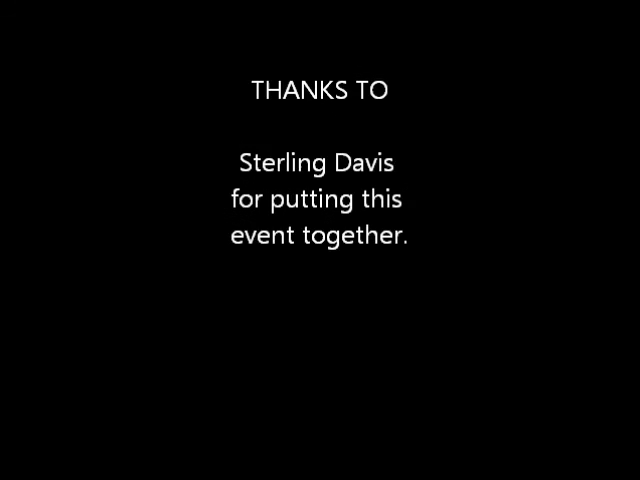 THANKS TO
Sterling Davis
for putting this
event together.